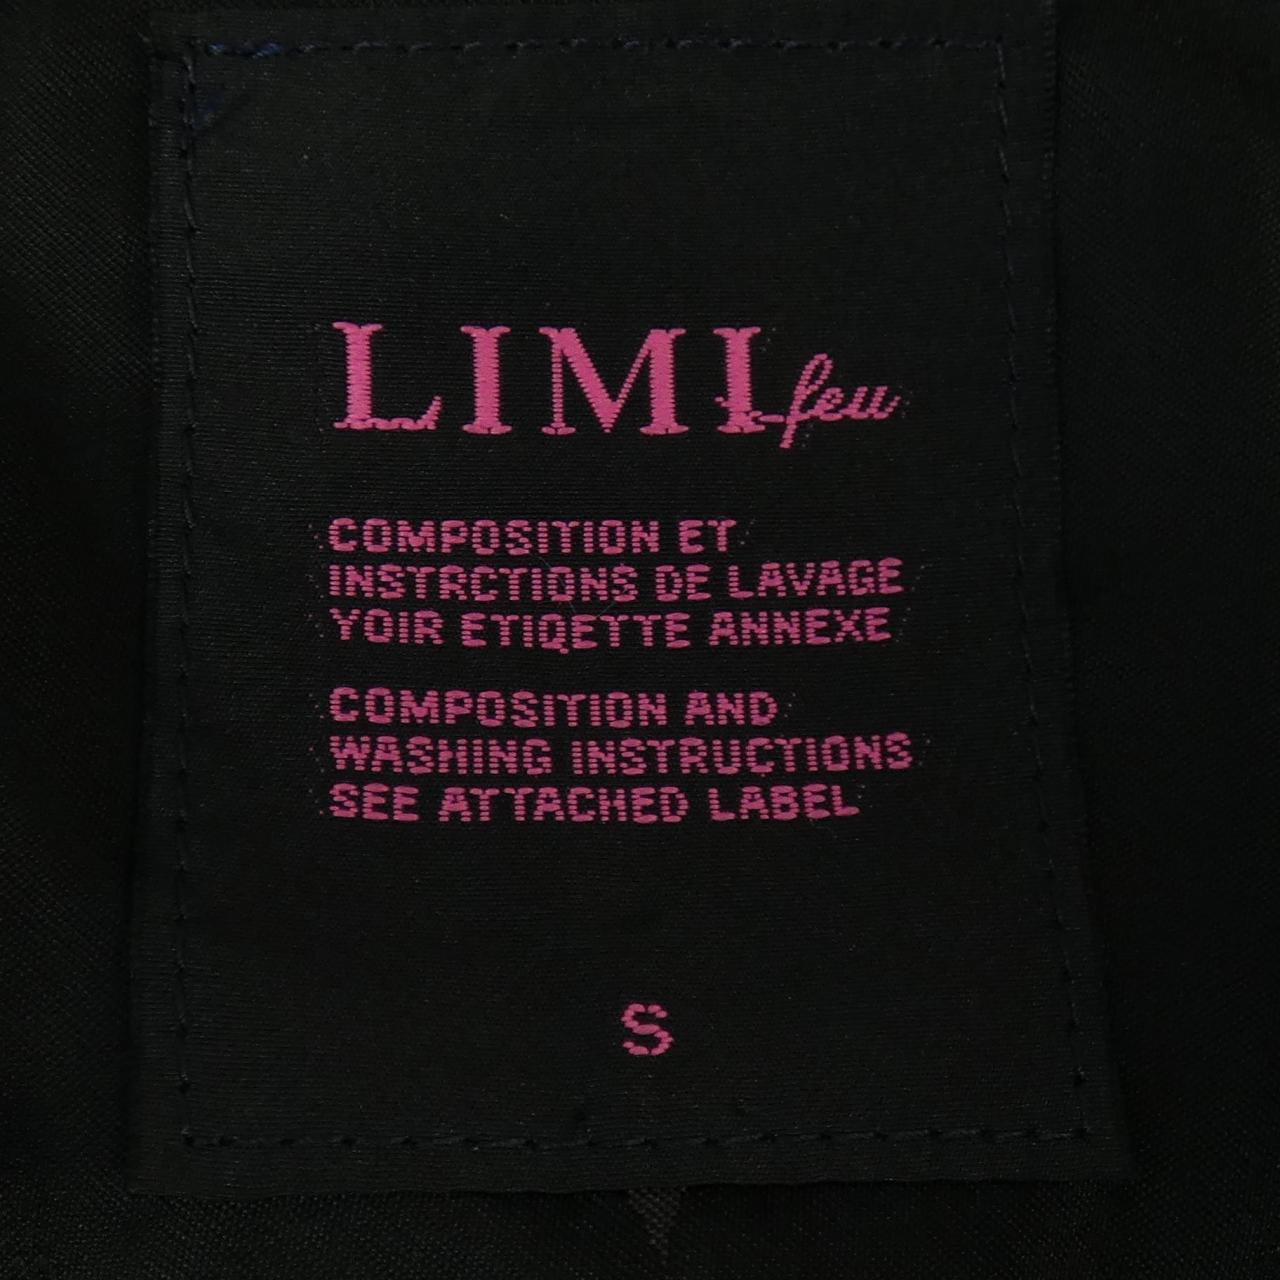 LIMI feu
COMPOSITION ET
INSTRCTIONS DE LAVAGE
YOIR ETIQETTE ANNEXE
COMPOSITION AND
WASHING INSTRUCTIONS
SEE ATTACHED LABEL
S